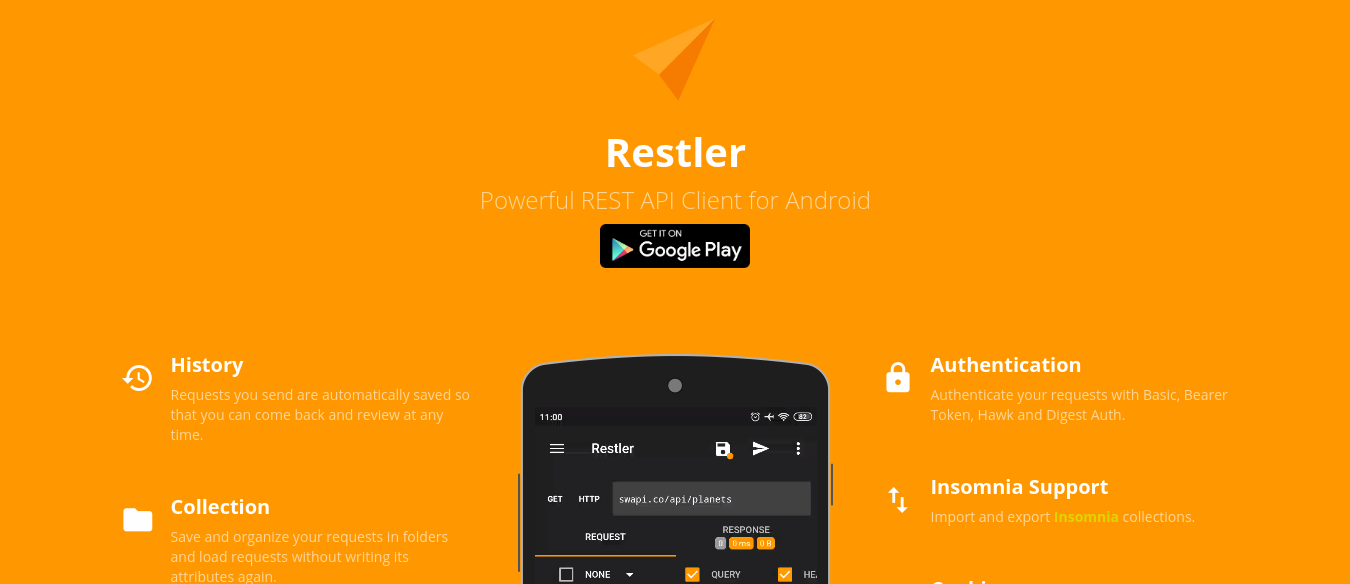 Restler
Powerful REST API Client for Android
GET IT ON
Google Play
History
Requests you send are automatically saved so
that you can come back and review at any
time.
Collection
Save and organize your requests in folders
and load requests without writing its
attributes again.
11:00
82
Restler
GET HTTP swapi.co/api/planets
REQUEST
RESPONSE
0 0 ms 0 B
NONE QUERY
Authentication
Authenticate your requests with Basic, Bearer
Token, Hawk and Digest Auth.
Insomnia Support
Import and export Insomnia collections.